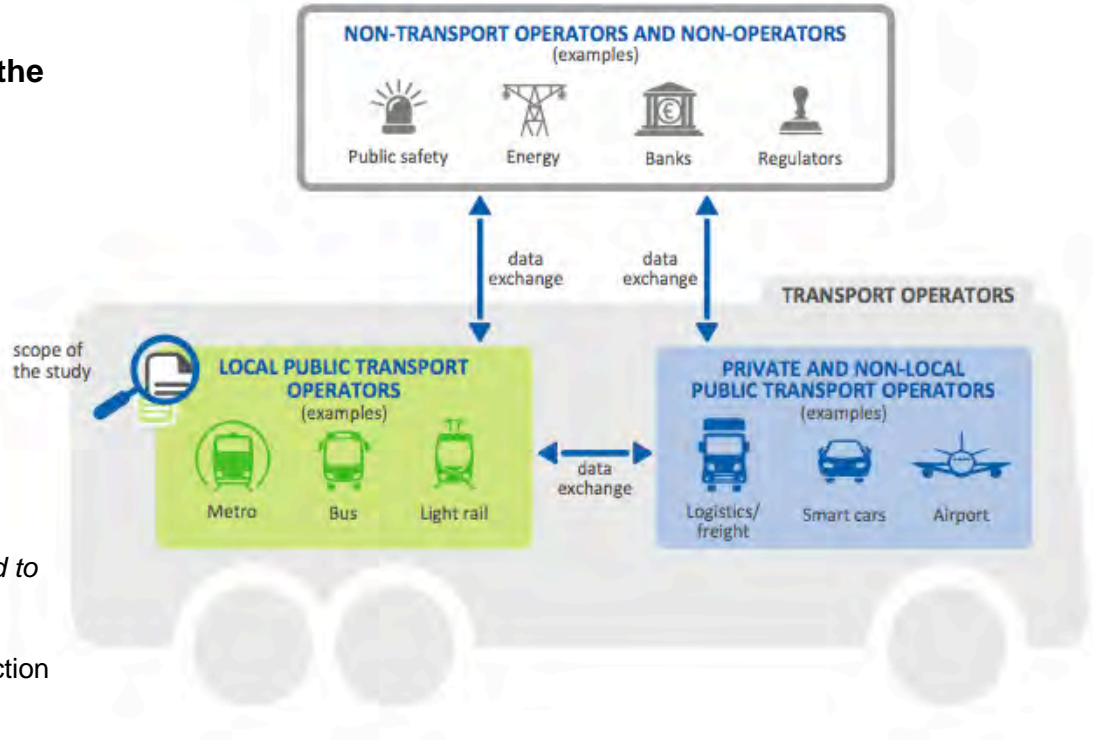 the
NON-TRANSPORT OPERATORS AND NON-OPERATORS
(examples)
Public safety
Energy
Banks
Regulators
data
exchange
data
exchange
TRANSPORT OPERATORS
scope of
the study
LOCAL PUBLIC TRANSPORT
OPERATORS
(examples)
Metro
Bus
Light rail
data
exchange
PRIVATE AND NON-LOCAL
PUBLIC TRANSPORT OPERATORS
(examples)
Logistics/
freight
Smart cars
Airport
d to
ction